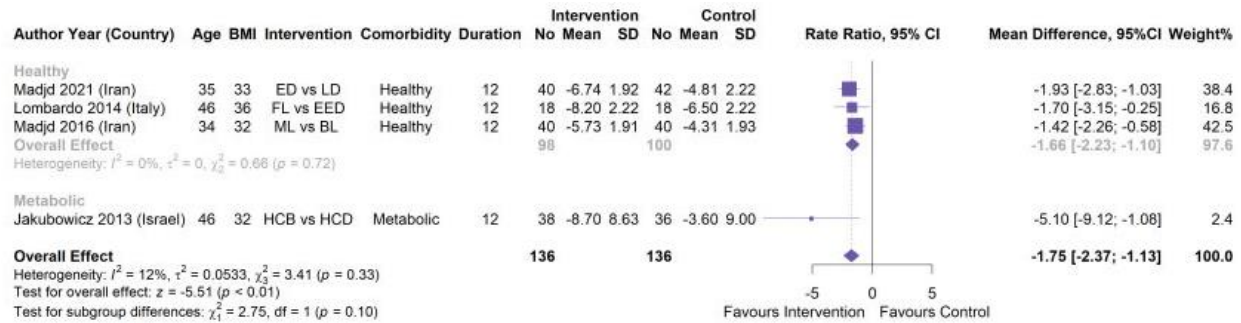 Intervention Control
Author Year (Country) Age BMI Intervention Comorbidity Duration No Mean SD No Mean SD Rate Ratio, 95% CI Mean Difference, 95%CI Weight%
Healthy
Madjd 2021 (Iran) 35 33 ED vs LD Healthy 12 40 -6.74 1.92 42 -4.81 2.22 -1.93 [-2.83; -1.03) 38.4
Lombardo 2014 (Italy) 46 36 FL vs EED Healthy 12 18 -8.20 2.22 18 -6.50 2.22 -1.70 [-3.15; -0.25) 16.8
Madjd 2016 (Iran) 34 32 ML vs BL Healthy 12 40 -5.73 1.91 40 -4.31 1.93 -1.42 [-2.26; -0.58) 42.5
Overall Effect 98 100 -1.66 [-2.23; -1.10) 97.6
Heterogeneity: I² = 0%, τ² = 0, χ²₂ = 0.66 (p = 0.72)
Metabolic
Jakubowicz 2013 (Israel) 46 32 HCB vs HCD Metabolic 12 38 -8.70 8.63 36 -3.60 9.00 -5.10 [-9.12; -1.08) 2.4
Overall Effect 136 136 -1.75 [-2.37; -1.13) 100.0
Heterogeneity: I² = 12%, τ² = 0.0533, χ²₃ = 3.41 (p = 0.33)
Test for overall effect: z = -5.51 (p < 0.01)
-5 0 5
Test for subgroup differences: χ²₁ = 2.75, df = 1 (p = 0.10)
Favours Intervention Favours Control